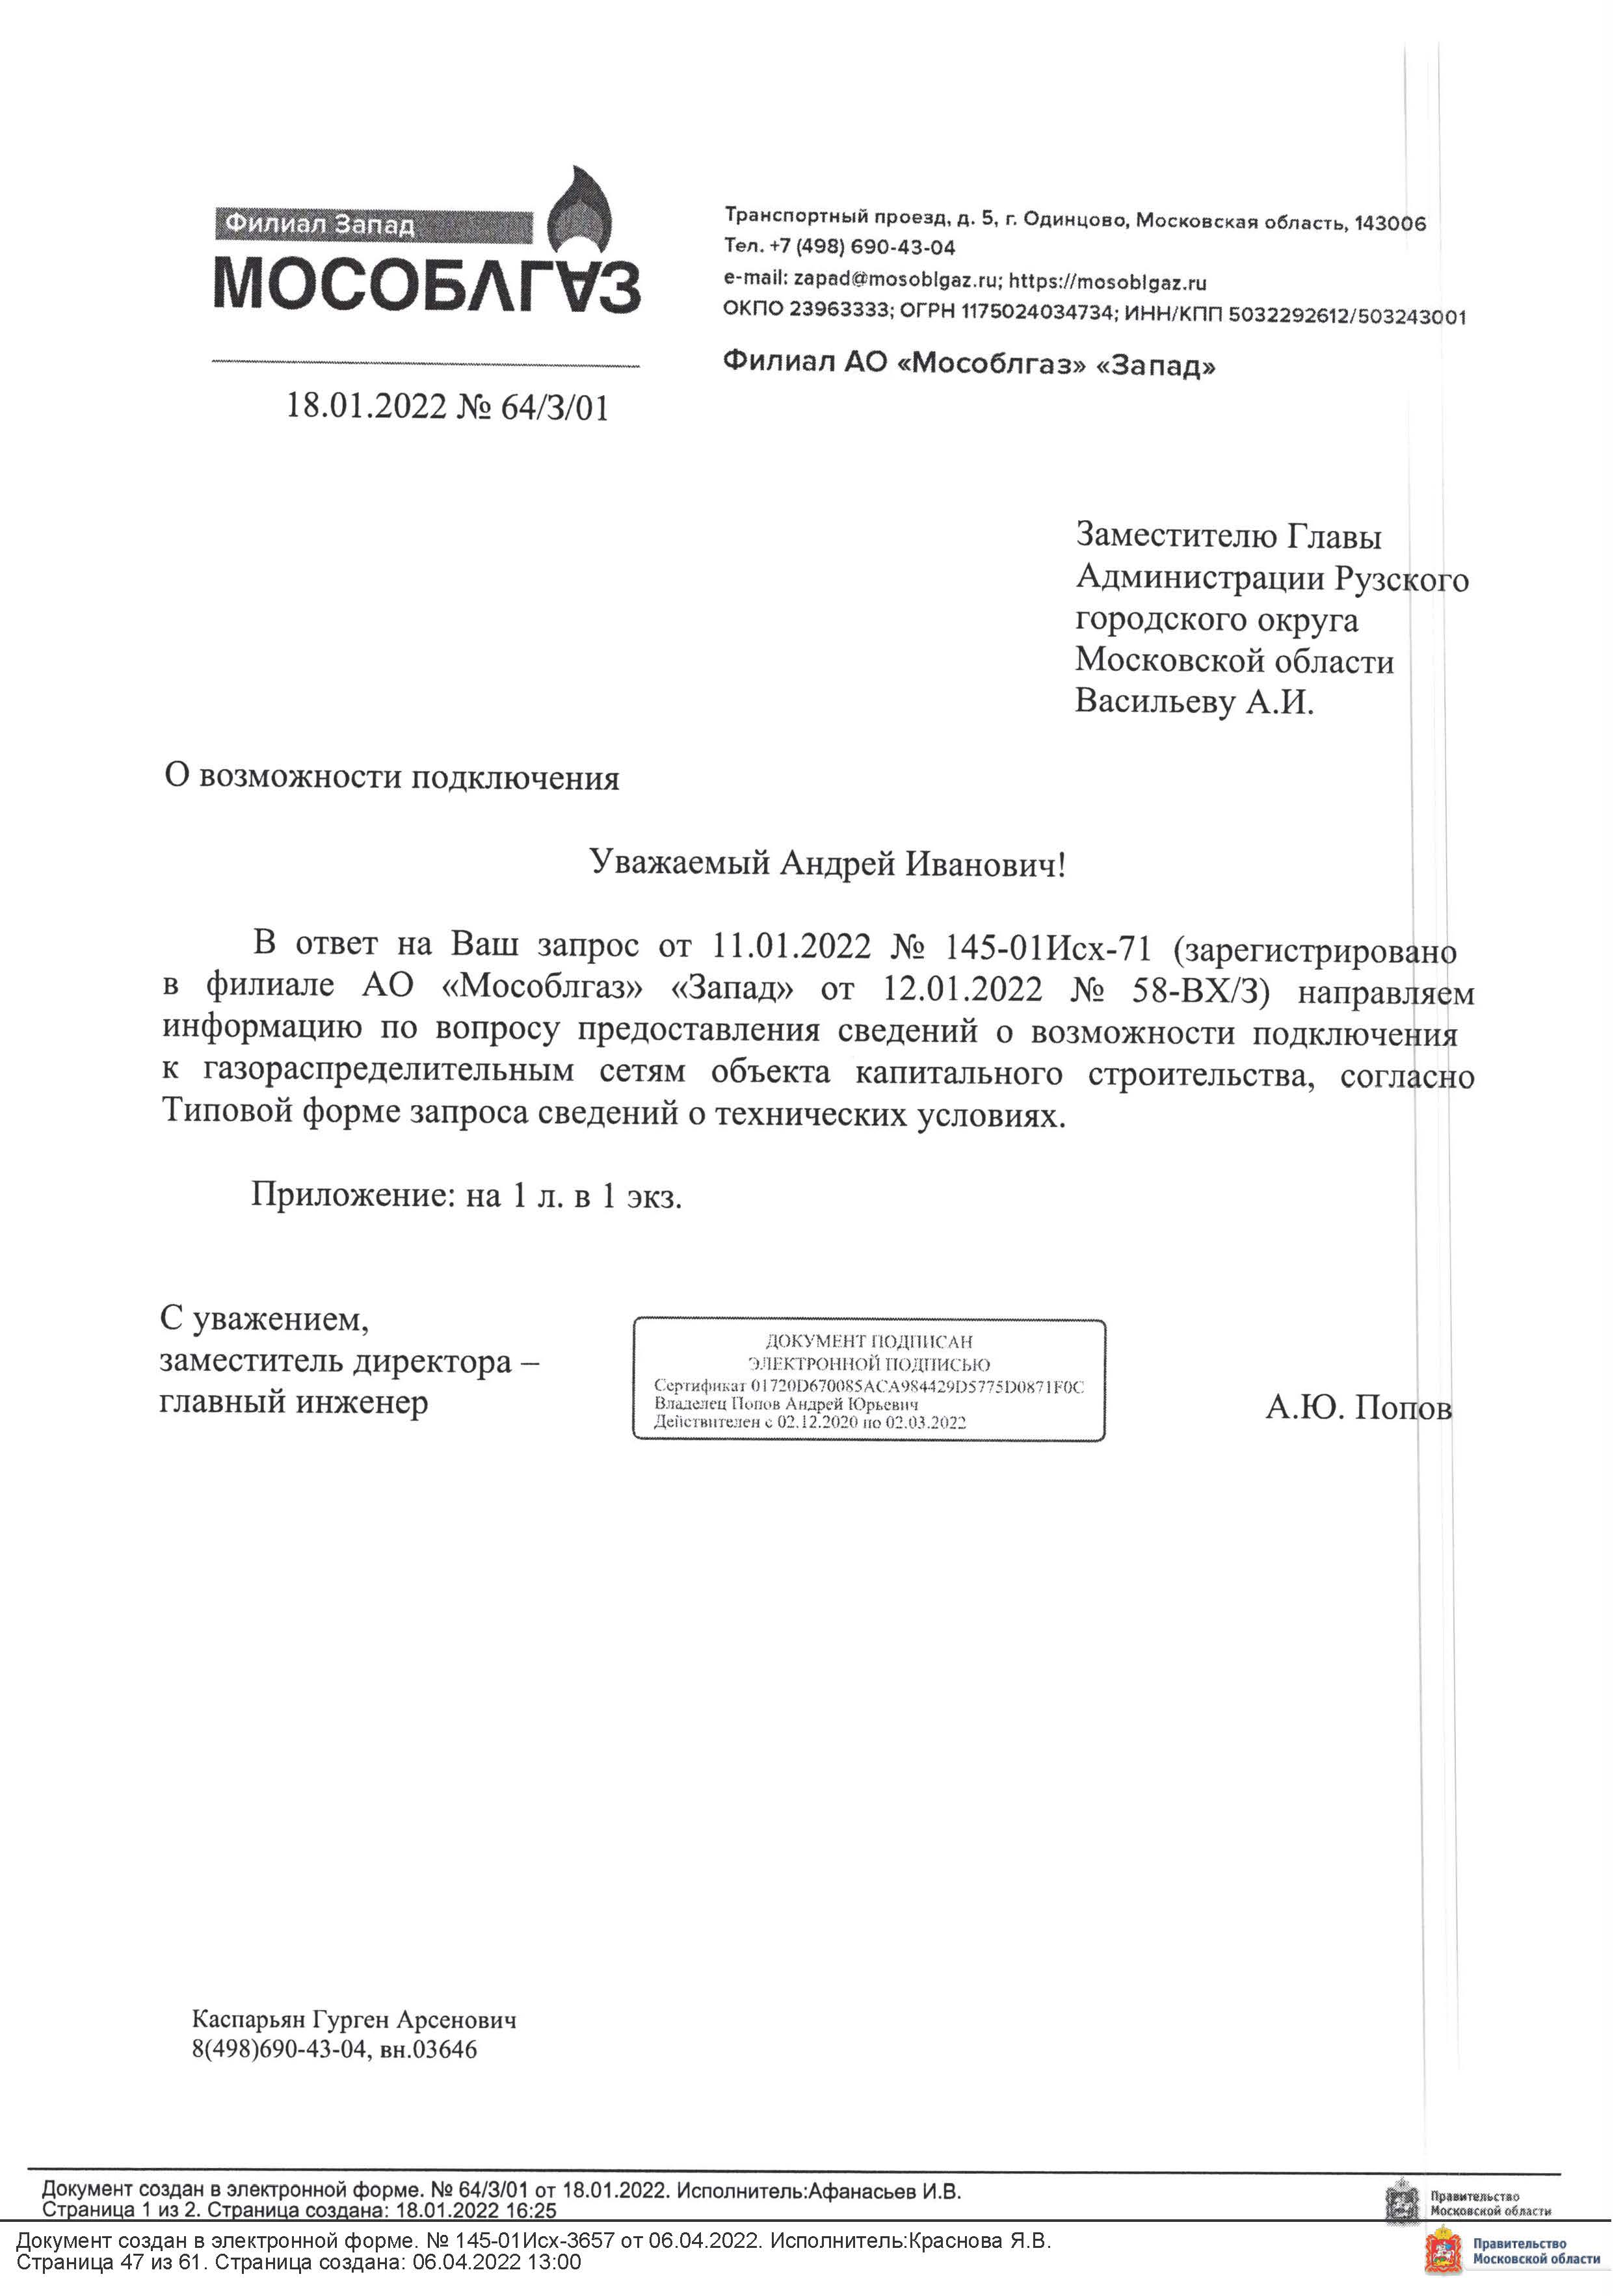 Филиал Запад
МОСОБЛГАЗ
18.01.2022 № 64/З/01
Транспортный проезд, д. 5, г. Одинцово, Московская область, 143006
Тел. +7 (498) 690-43-04
e-mail: zapad@mosoblgaz.ru; https://mosoblgaz.ru
ОКПО 23963333; ОГРН 1175024034734; ИНН/КПП 5032292612/503243001
Филиал АО «Мособлгаз» «Запад»
Заместителю Главы
Администрации Рузского
городского округа
Московской области
Васильеву А.И.
О возможности подключения
Уважаемый Андрей Иванович!
В ответ на Ваш запрос от 11.01.2022 № 145-01Исх-71 (зарегистрировано
в филиале АО «Мособлгаз» «Запад» от 12.01.2022 № 58-ВХ/З) направляем
информацию по вопросу предоставления сведений о возможности подключения
к газораспределительным сетям объекта капитального строительства, согласно
Типовой форме запроса сведений о технических условиях.
Приложение: на 1 л. в 1 экз.
С уважением,
заместитель директора –
главный инженер
ДОКУМЕНТ ПОДПИСАН
ЭЛЕКТРОННОЙ ПОДПИСЬЮ
Сертификат 01720D670085ACA984429D5775D0871F0C
Владелец Попов Андрей Юрьевич
Действителен с 02.12.2020 по 02.03.2022
А.Ю. Попов
Каспарьян Гурген Арсенович
8(498)690-43-04, вн.03646
Документ создан в электронной форме. № 64/З/01 от 18.01.2022. Исполнитель:Афанасьев И.В.
Страница 1 из 2. Страница создана: 18.01.2022 16:25
Правительство
Московской области
Документ создан в электронной форме. № 145-01Исх-3657 от 06.04.2022. Исполнитель:Краснова Я.В.
Страница 47 из 61. Страница создана: 06.04.2022 13:00
Правительство
Московской области